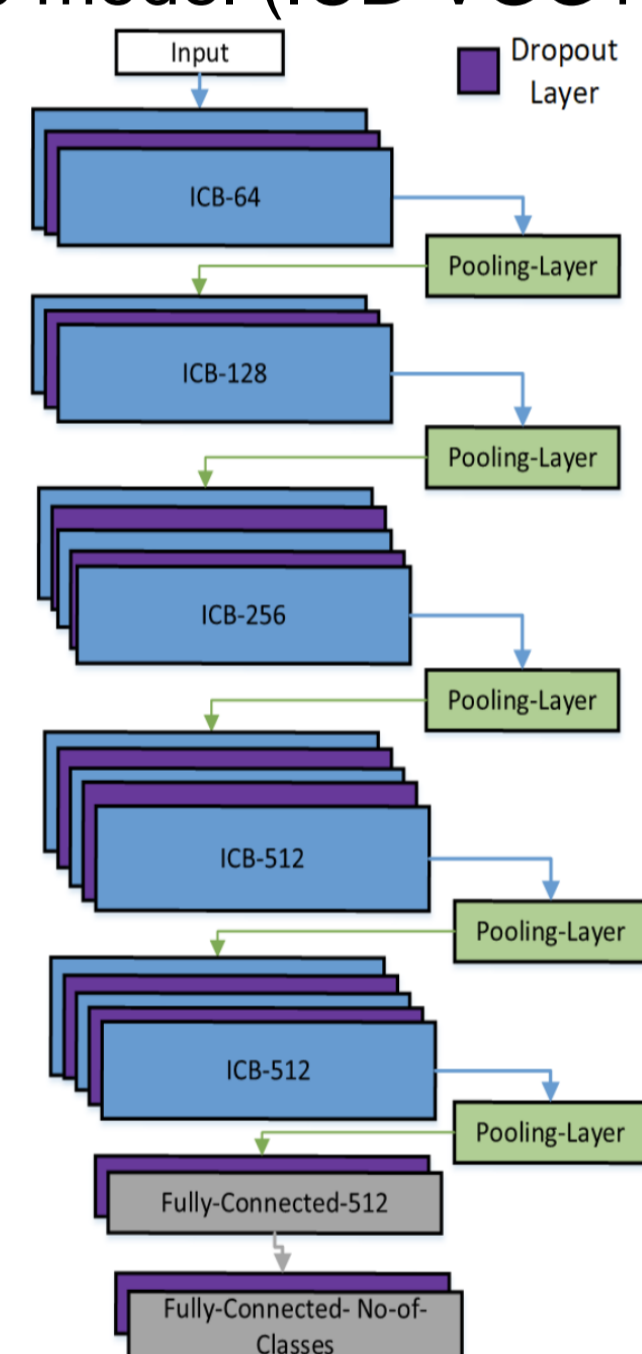 Input
Dropout
Layer
ICB-64
Pooling-Layer
ICB-128
Pooling-Layer
ICB-256
Pooling-Layer
ICB-512
Pooling-Layer
ICB-512
Pooling-Layer
Fully-Connected-512
Fully-Connected- No-of-
Classes